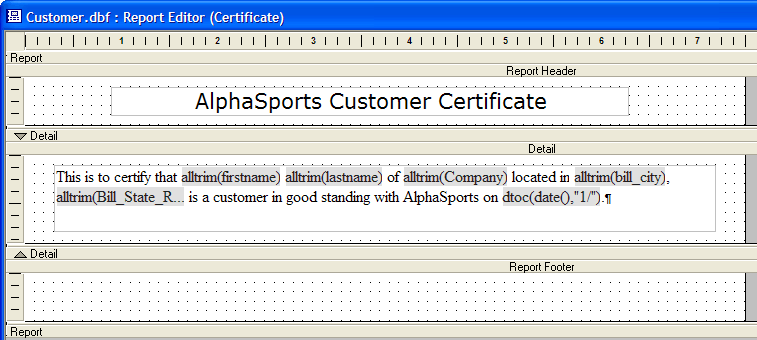 Customer.dbf : Report Editor (Certificate)
1 2 3 4 5 6 7
Report
Report Header
AlphaSports Customer Certificate
Detail
Detail
This is to certify that alltrim(firstname) alltrim(lastname) of alltrim(Company) located in alltrim(bill_city),
alltrim(Bill_State_R... is a customer in good standing with AlphaSports on dtoc(date(),"1/").¶
Detail
Report Footer
Report